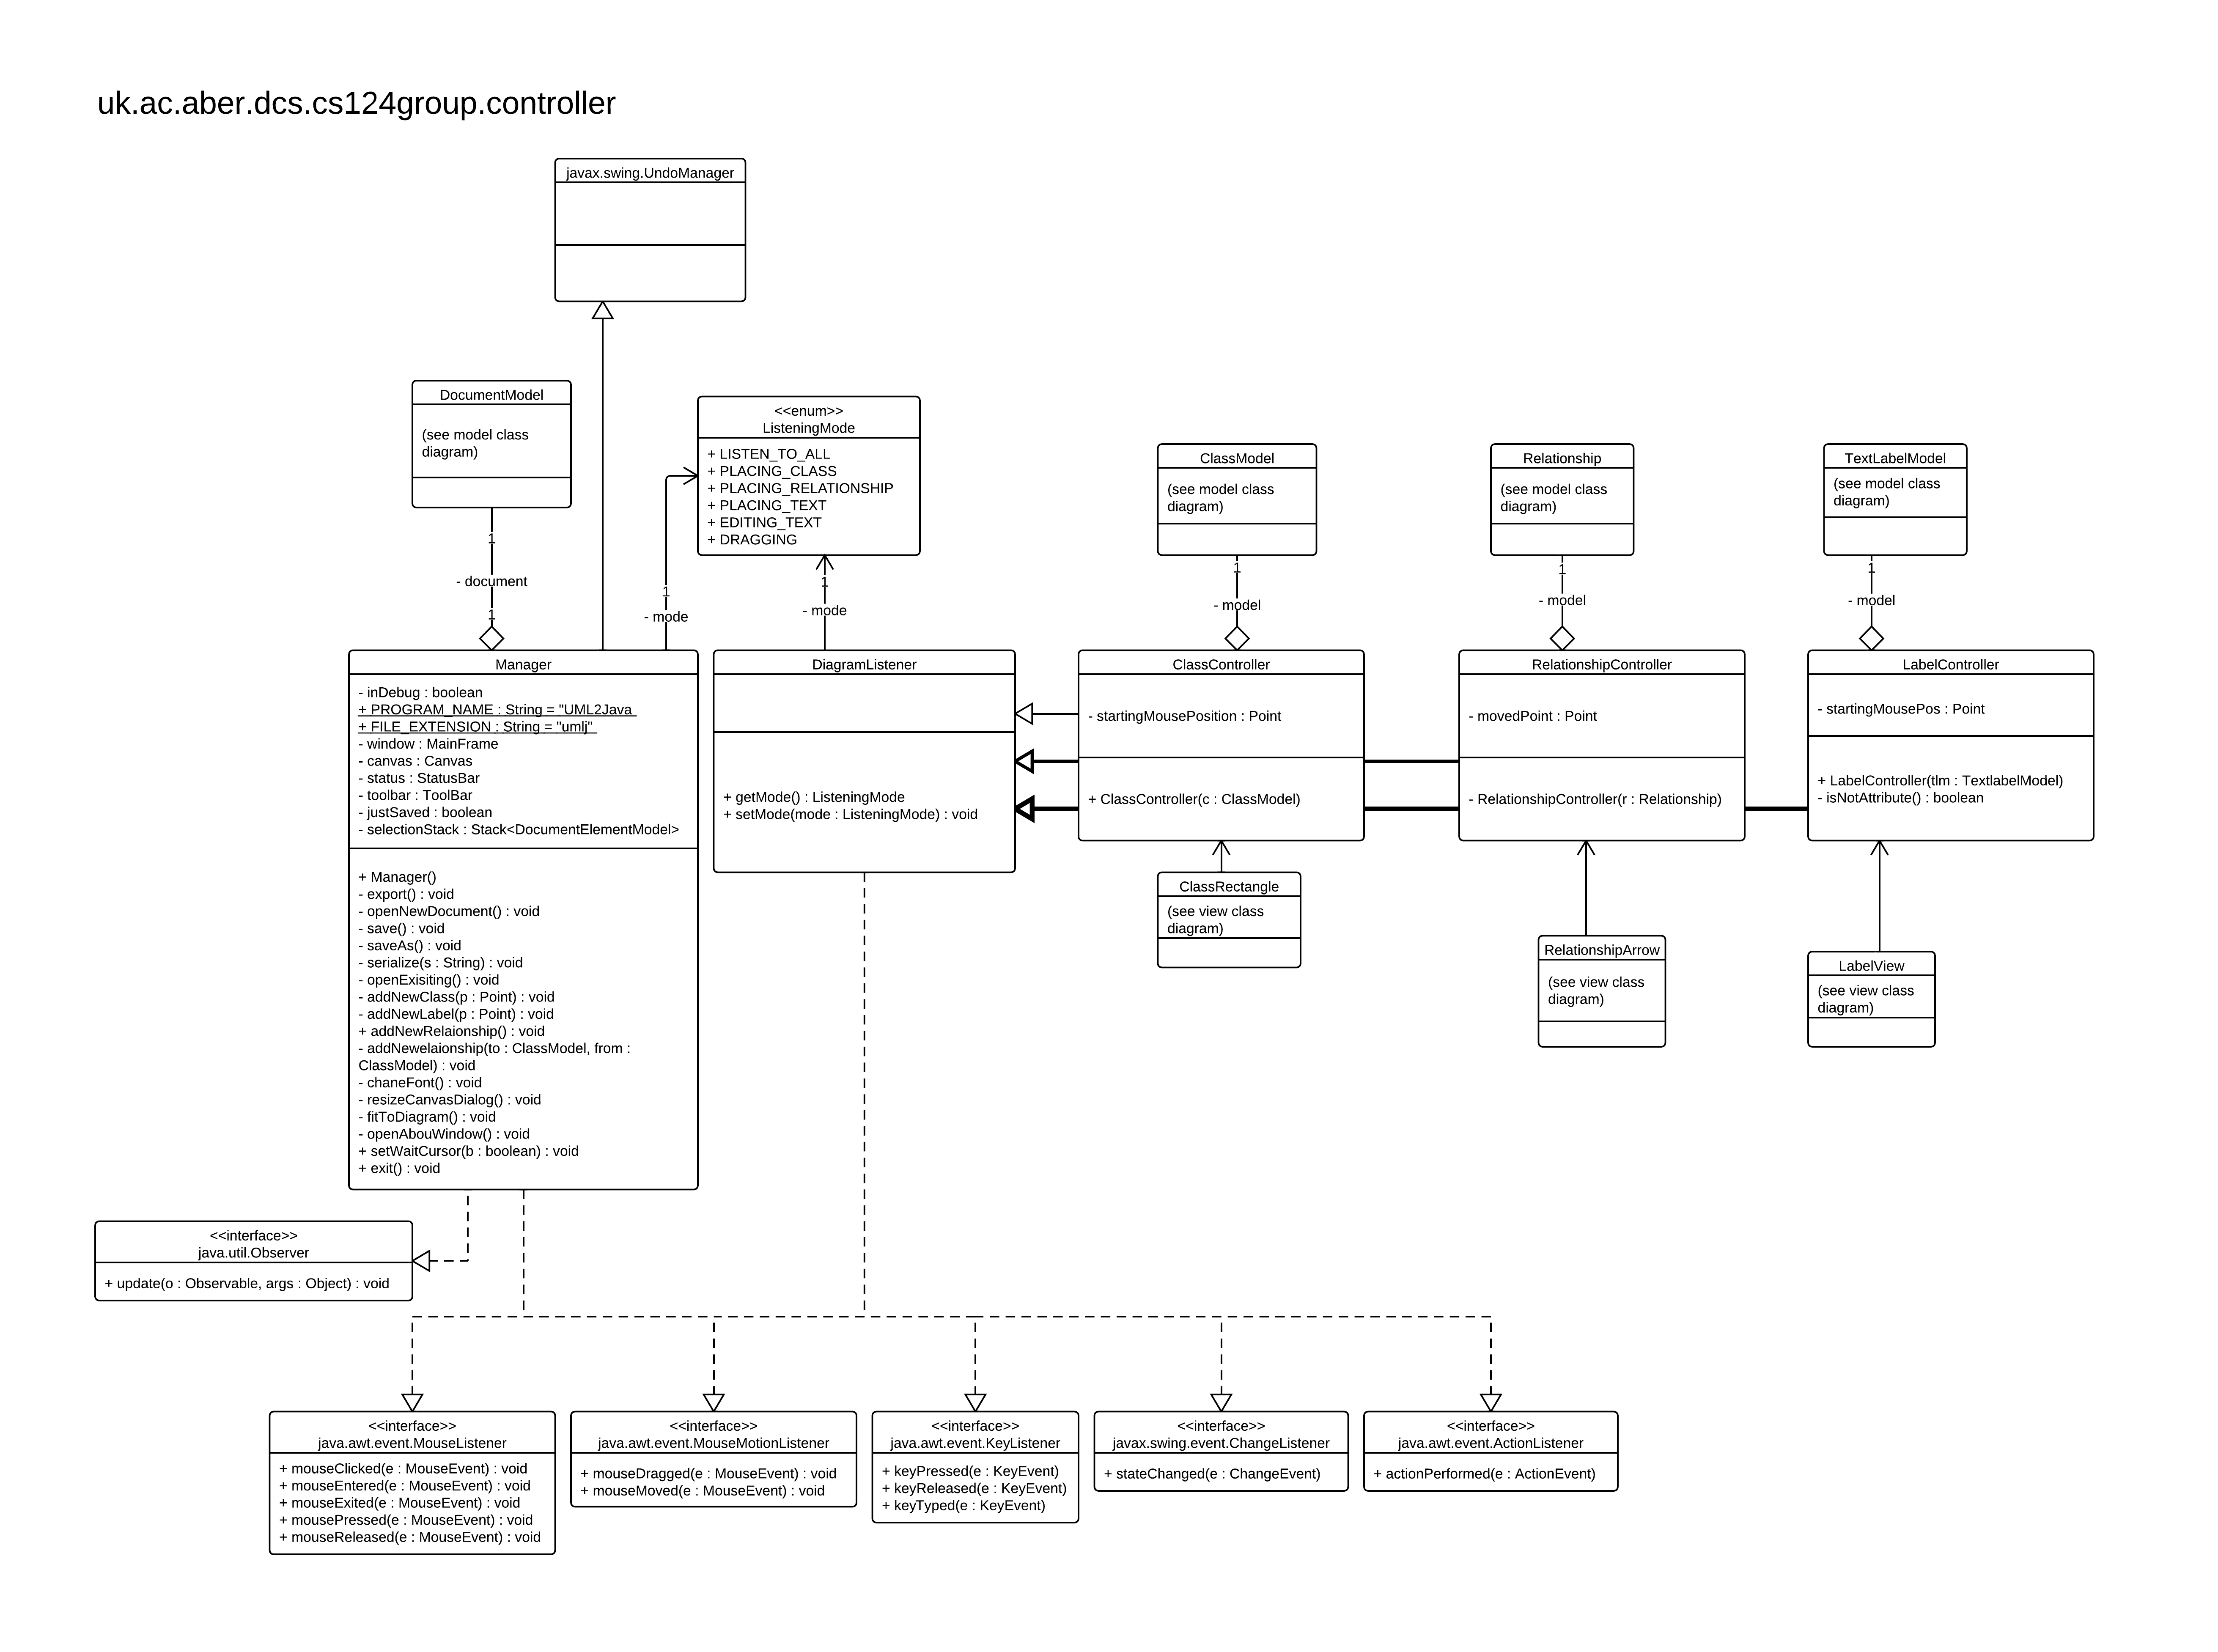 uk.ac.aber.dcs.cs124group.controller
javax.swing.UndoManager
DocumentModel
(see model class
diagram)
1
- document
1
<<enum>>
ListeningMode
+ LISTEN_TO_ALL
+ PLACING_CLASS
+ PLACING_RELATIONSHIP
+ PLACING_TEXT
+ EDITING_TEXT
+ DRAGGING
1
- mode
1
- mode
ClassModel
(see model class
diagram)
1
- model
Relationship
(see model class
diagram)
1
- model
TextLabelModel
(see model class
diagram)
1
- model
Manager
- inDebug : boolean
+ PROGRAM_NAME : String = "UML2Java
+ FILE_EXTENSION : String = "umlj"
- window : MainFrame
- canvas : Canvas
- status : StatusBar
- toolbar : ToolBar
- justSaved : boolean
- selectionStack : Stack<DocumentElementModel>
+ Manager()
- export() : void
- openNewDocument() : void
- save() : void
- saveAs() : void
- serialize(s : String) : void
- openExisiting() : void
- addNewClass(p : Point) : void
- addNewLabel(p : Point) : void
+ addNewRelaionship() : void
- addNewelaionship(to : ClassModel, from :
ClassModel) : void
- chaneFont() : void
- resizeCanvasDialog() : void
- fitToDiagram() : void
- openAbouWindow() : void
+ setWaitCursor(b : boolean) : void
+ exit() : void
DiagramListener
+ getMode() : ListeningMode
+ setMode(mode : ListeningMode) : void
ClassController
- startingMousePosition : Point
+ ClassController(c : ClassModel)
RelationshipController
- movedPoint : Point
- RelationshipController(r : Relationship)
LabelController
- startingMousePos : Point
+ LabelController(tlm : TextlabelModel)
- isNotAttribute() : boolean
ClassRectangle
(see view class
diagram)
RelationshipArrow
(see view class
diagram)
LabelView
(see view class
diagram)
<<interface>>
java.util.Observer
+ update(o : Observable, args : Object) : void
<<interface>>
java.awt.event.MouseListener
+ mouseClicked(e : MouseEvent) : void
+ mouseEntered(e : MouseEvent) : void
+ mouseExited(e : MouseEvent) : void
+ mousePressed(e : MouseEvent) : void
+ mouseReleased(e : MouseEvent) : void
<<interface>>
java.awt.event.MouseMotionListener
+ mouseDragged(e : MouseEvent) : void
+ mouseMoved(e : MouseEvent) : void
<<interface>>
java.awt.event.KeyListener
+ keyPressed(e : KeyEvent)
+ keyReleased(e : KeyEvent)
+ keyTyped(e : KeyEvent)
<<interface>>
javax.swing.event.ChangeListener
+ stateChanged(e : ChangeEvent)
<<interface>>
java.awt.event.ActionListener
+ actionPerformed(e : ActionEvent)